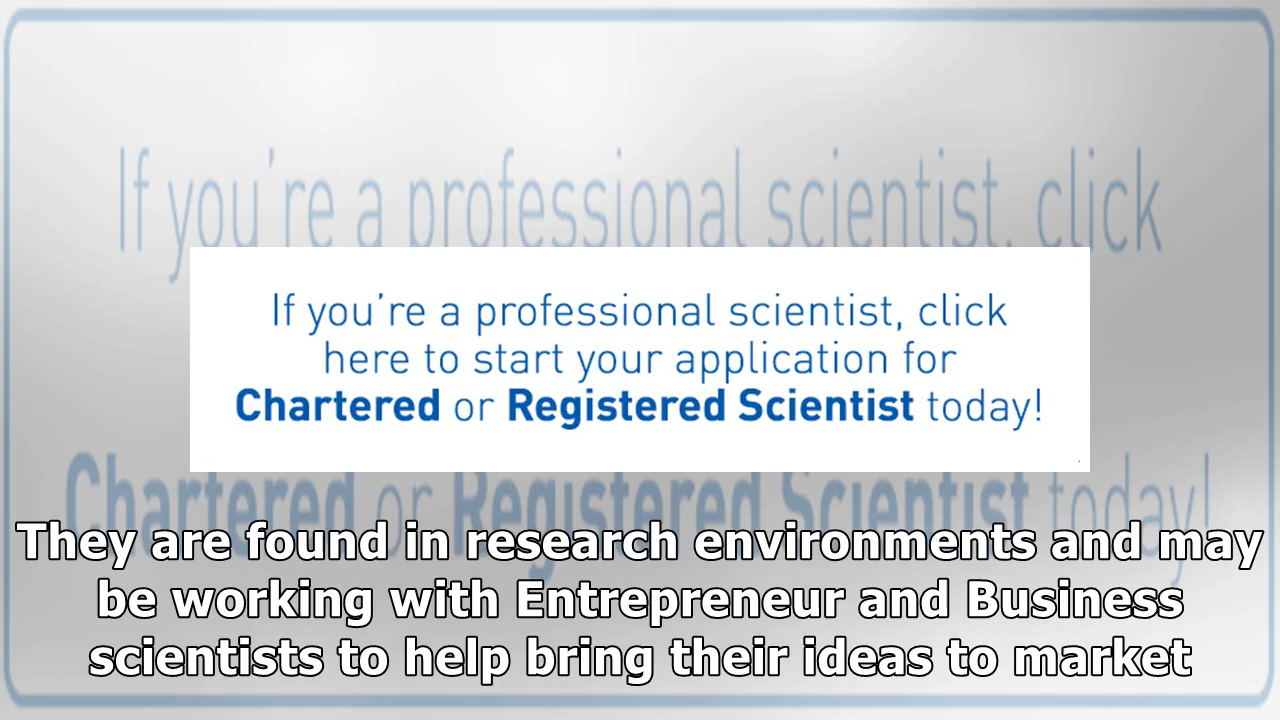 If you're a professional scientist, click
If you're a professional scientist, click
here to start your application for
Chartered or Registered Scientist today!
Chartered or Registered Scientist today!
They are found in research environments and may
be working with Entrepreneur and Business
scientists to help bring their ideas to market